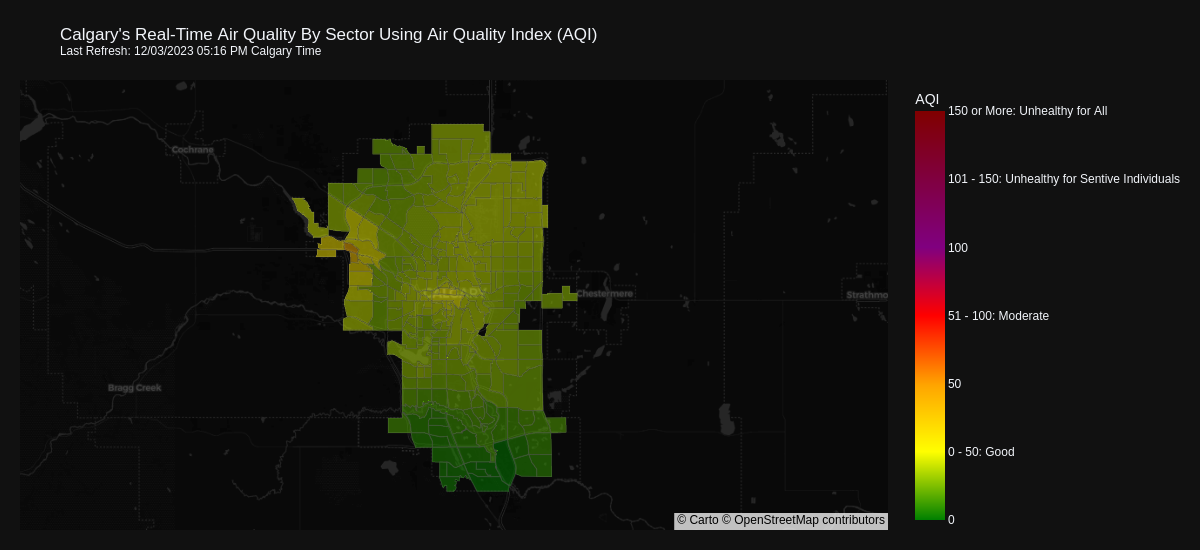 Calgary's Real-Time Air Quality By Sector Using Air Quality Index (AQI)
Last Refresh: 12/03/2023 05:16 PM Calgary Time
AQI
150 or More: Unhealthy for All
Cochrane
101 - 150: Unhealthy for Sentive Individuals
100
Chestermere
Strathmo
51 - 100: Moderate
Bragg Creek
50
0 - 50: Good
0
© Carto © OpenStreetMap contributors